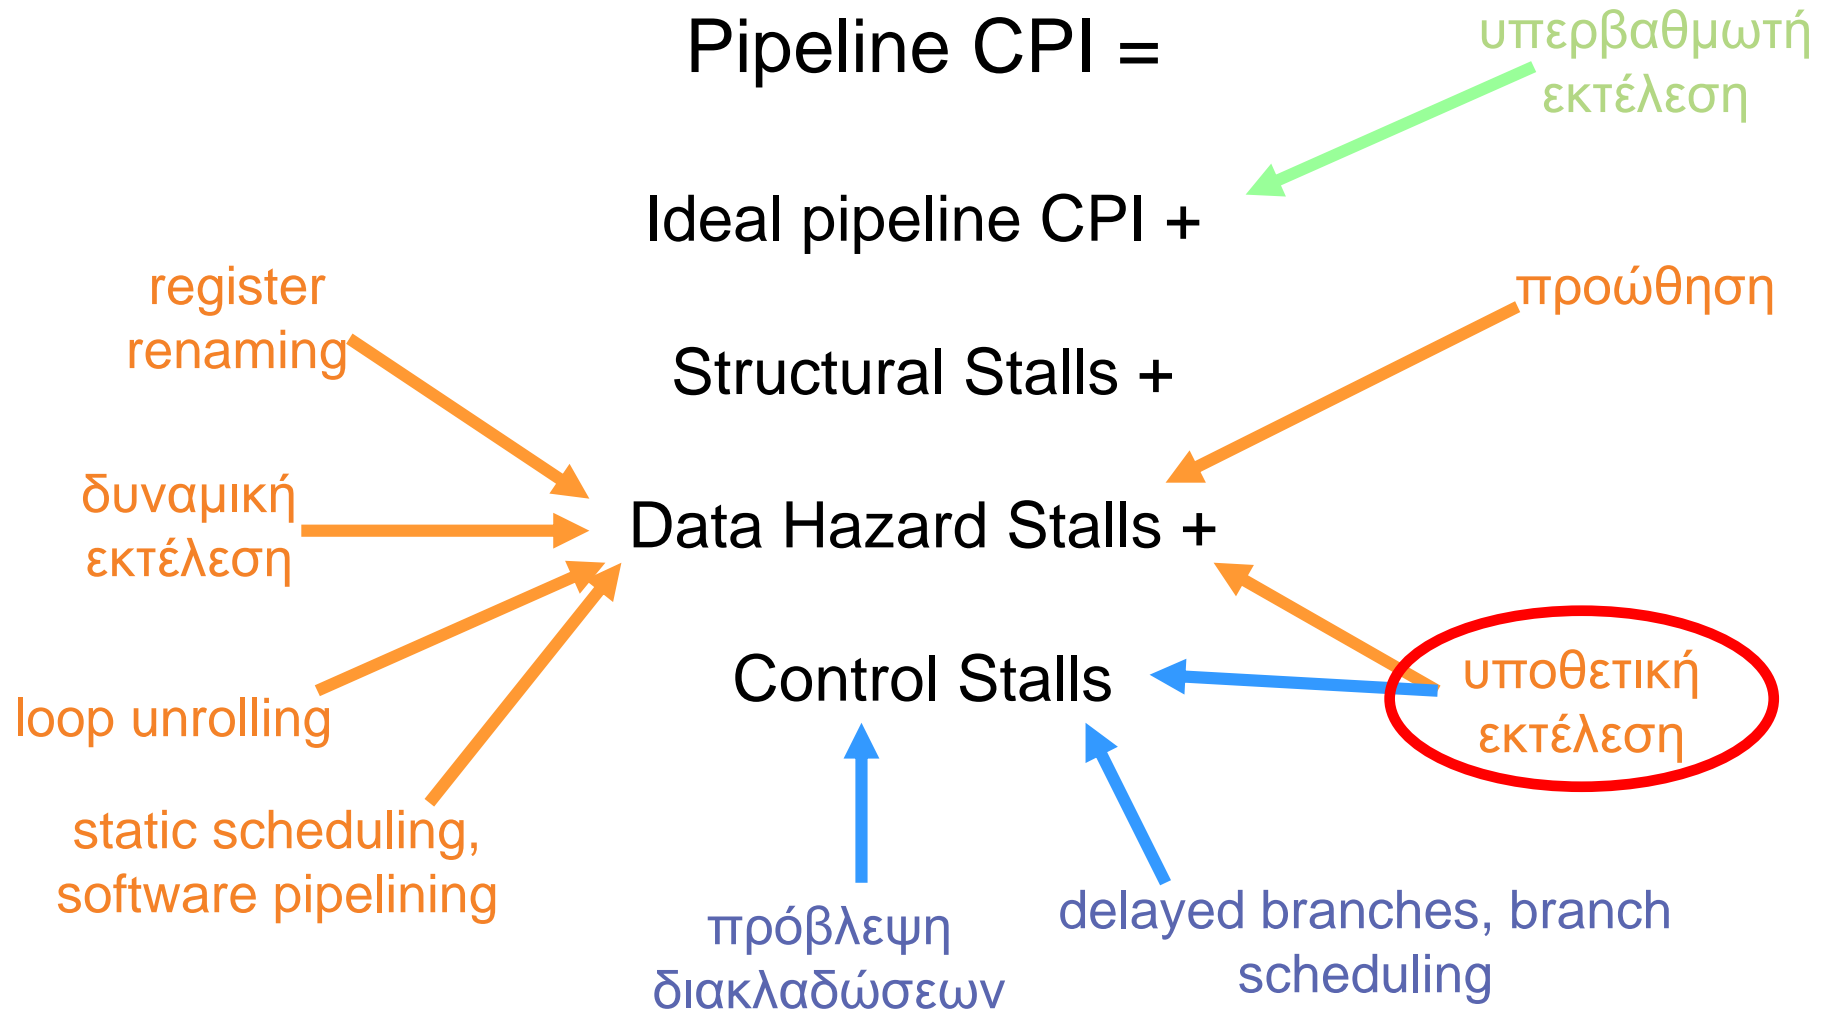 Pipeline CPI =
υπερβαθμωτή
εκτέλεση
Ideal pipeline CPI +
register
renaming
προώθηση
Structural Stalls +
δυναμική
εκτέλεση
Data Hazard Stalls +
Control Stalls
υποθετική
εκτέλεση
loop unrolling
static scheduling,
software pipelining
πρόβλεψη
διακλαδώσεων
delayed branches, branch
scheduling